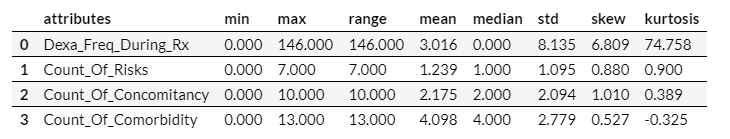 attributes min max range mean median std skew kurtosis
0 Dexa_Freq_During_Rx 0.000 146.000 146.000 3.016 0.000 8.135 6.809 74.758
1 Count_Of_Risks 0.000 7.000 7.000 1.239 1.000 1.095 0.880 0.900
2 Count_Of_Concomitancy 0.000 10.000 10.000 2.175 2.000 2.094 1.010 0.389
3 Count_Of_Comorbidity 0.000 13.000 13.000 4.098 4.000 2.779 0.527 -0.325